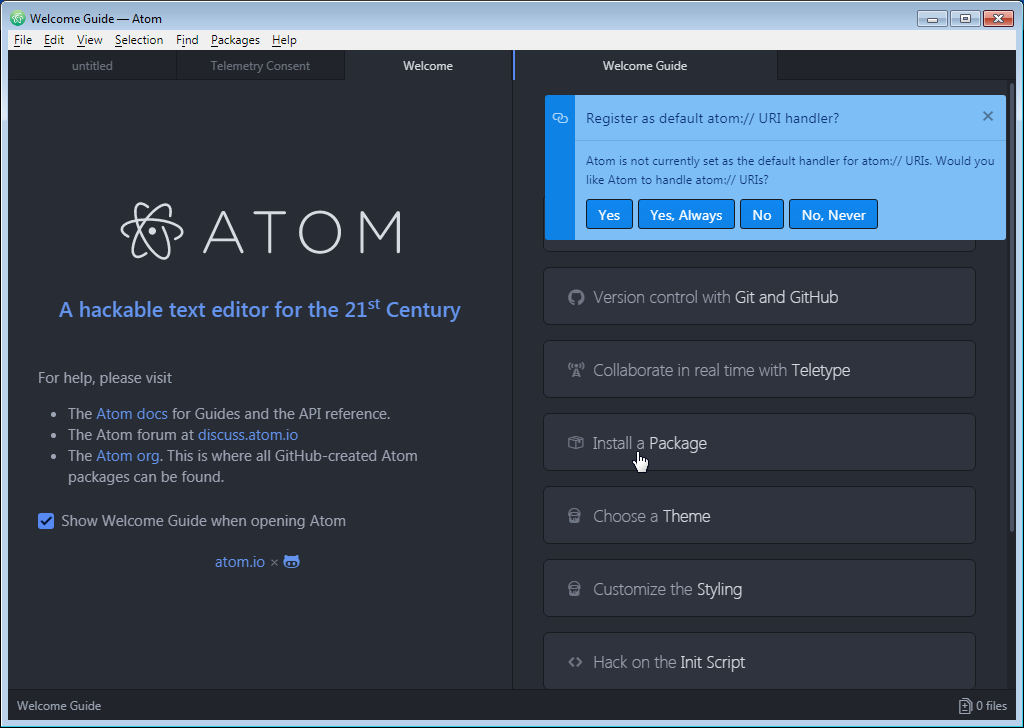 Welcome Guide — Atom
File Edit View Selection Find Packages Help
untitled
Telemetry Consent
Welcome
Welcome Guide
ATOM
A hackable text editor for the 21st Century
For help, please visit
The Atom docs for Guides and the API reference.
The Atom forum at discuss.atom.io
The Atom org. This is where all GitHub-created Atom
packages can be found.
Show Welcome Guide when opening Atom
atom.io ×
Register as default atom:// URI handler?
Atom is not currently set as the default handler for atom:// URIs. Would you
like Atom to handle atom:// URIs?
Yes
Yes, Always
No
No, Never
Version control with Git and GitHub
Collaborate in real time with Teletype
Install a Package
Choose a Theme
Customize the Styling
Hack on the Init Script
Welcome Guide
0 files